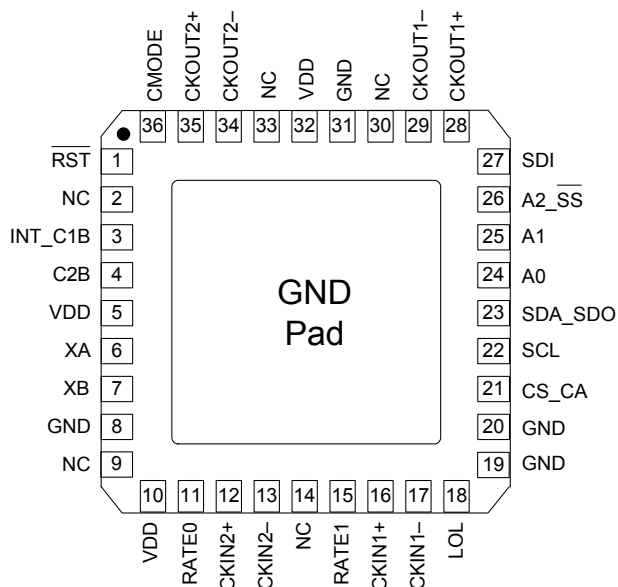 CMODE
CKOUT2+
CKOUT2–
NC
VDD
GND
NC
CKOUT1–
CKOUT1+
36 35 34 33 32 31 30 29 28
RST 1
NC 2
INT_C1B 3
C2B 4
VDD 5
XA 6
XB 7
GND 8
NC 9
GND
Pad
27 SDI
26 A2_SS
25 A1
24 A0
23 SDA_SDO
22 SCL
21 CS_CA
20 GND
19 GND
10 11 12 13 14 15 16 17 18
VDD
RATE0
CKIN2+
CKIN2–
NC
RATE1
CKIN1+
CKIN1–
LOL